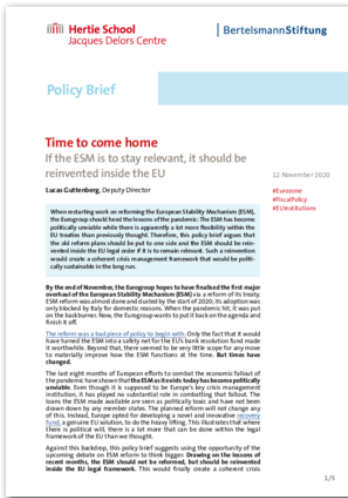 Hertie School
Jacques Delors Centre
BertelsmannStiftung
Policy Brief
Time to come home
If the ESM is to stay relevant, it should be
reinvented inside the EU
12 November 2020
Lucas Guttenberg, Deputy Director
#Eurozone
#FiscalPolicy
#EUInstitutions
When restarting work on reforming the European Stability Mechanism (ESM),
the Eurogroup should heed the lessons of the pandemic: The ESM has become
politically unviable while there is apparently a lot more flexibility within the
EU treaties than previously thought. Therefore, this policy brief argues that
the old reform plans should be put to one side and the ESM should be rein-
vented inside the EU legal order if it is to remain relevant. Such a reinvention
would create a coherent crisis management framework that would be politi-
cally sustainable in the long run.
By the end of November, the Eurogroup hopes to have finalised the first major
overhaul of the European Stability Mechanism (ESM) via a reform of its treaty.
ESM reform was almost done and dusted by the start of 2020; its adoption was
only blocked by Italy for domestic reasons. When the pandemic hit, it was put
on the backburner. Now, the Eurogroup wants to put it back on the agenda and
finish it off.
The reform was a bad piece of policy to begin with. Only the fact that it would
have turned the ESM into a safety net for the EU's bank resolution fund made
it worthwhile. Beyond that, there seemed to be very little scope for any move
to materially improve how the ESM functions at the time. But times have
changed.
The last eight months of European efforts to combat the economic fallout of
the pandemic have shown that the ESM as it exists today has become politically
unviable. Even though it is supposed to be Europe's key crisis management
institution, it has played no substantial role in combatting that fallout. The
loans the ESM made available are seen as politically toxic and have not been
drawn down by any member states. The planned reform will not change any
of this. Instead, Europe opted for developing a novel and innovative recovery
fund, a genuine EU solution, to do the heavy lifting. This illustrates that where
there is political will, there is a lot more that can be done within the legal
framework of the EU than we thought.
Against this backdrop, this policy brief suggests using the opportunity of the
upcoming debate on ESM reform to think bigger. Drawing on the lessons of
recent months, the ESM should not be reformed, but should be reinvented
inside the EU legal framework. This would finally create a coherent crisis
1/5